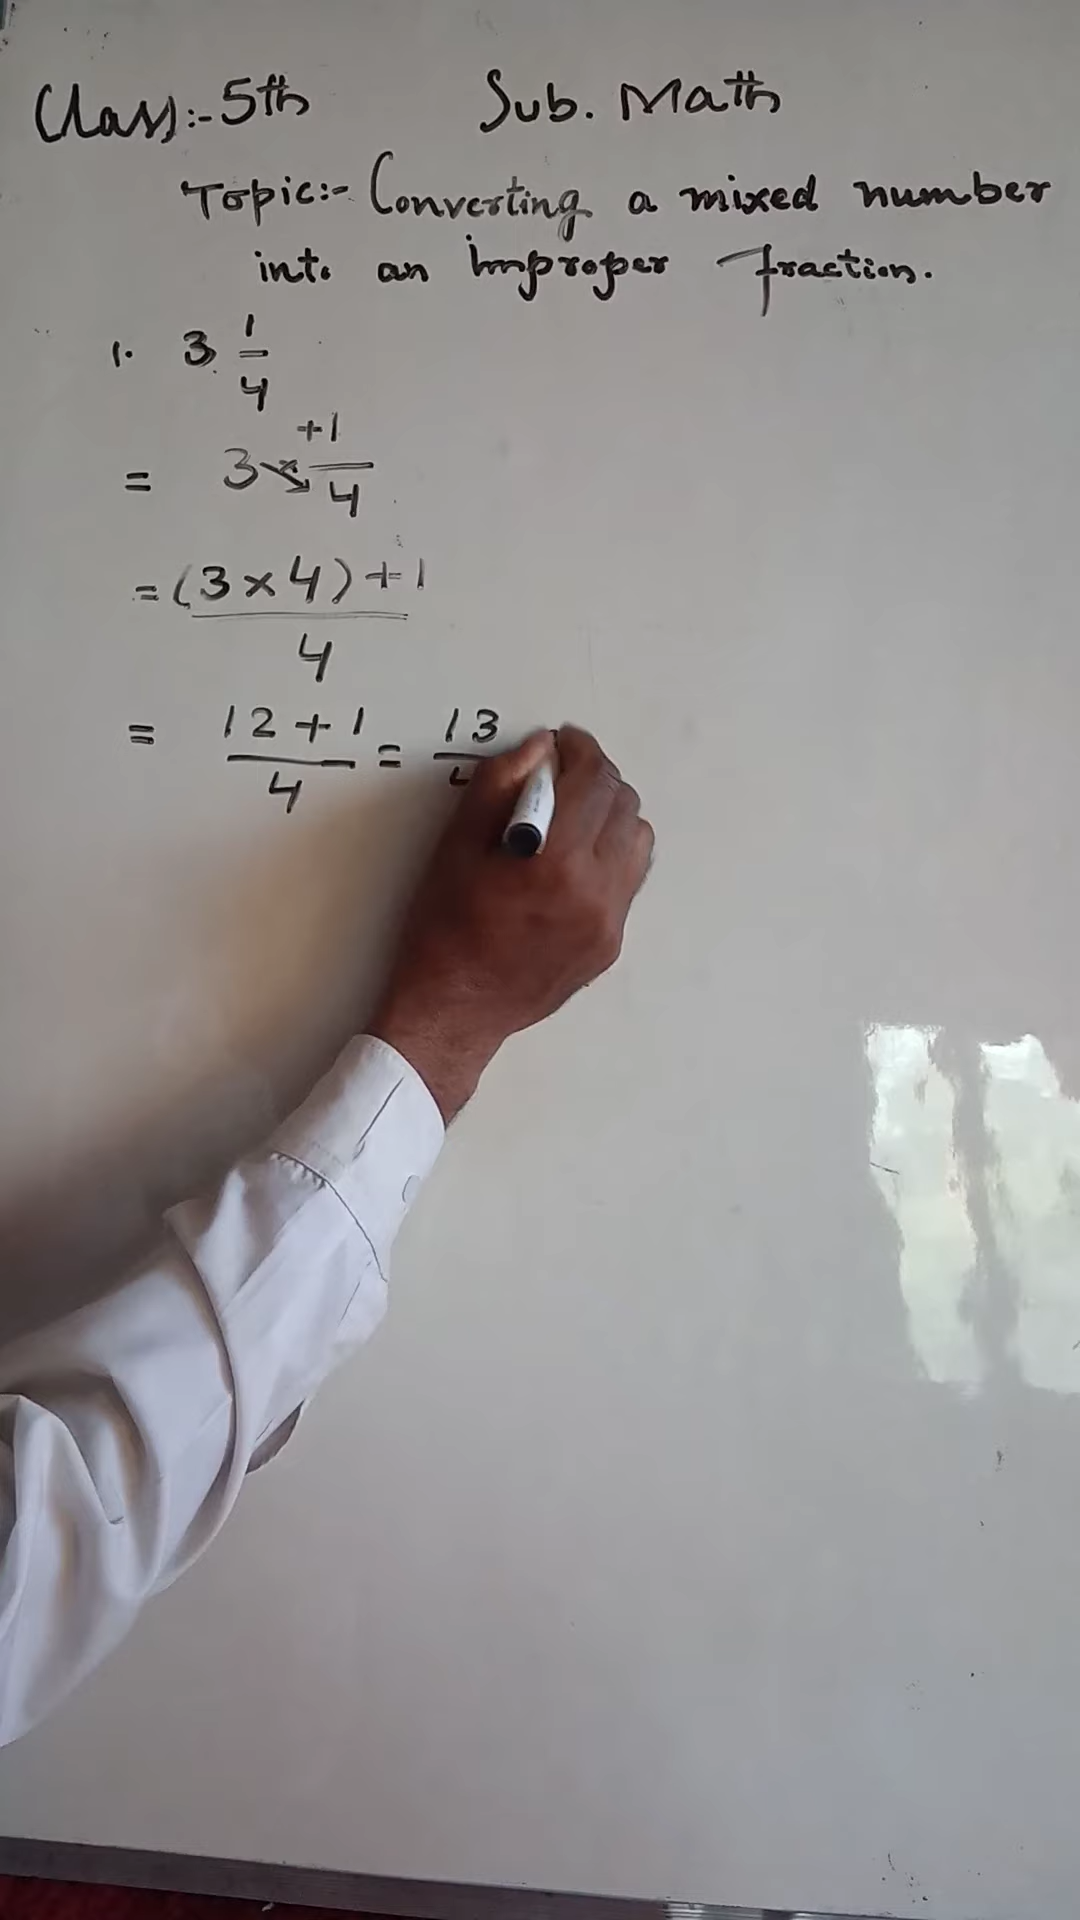 Class:- 5th Sub. Math
Topic:- Converting a mixed number
into an improper fraction.
1. 3 1/4
= 3 × +1/4
= (3 × 4) + 1 / 4
= 12 + 1 / 4 = 13 / 4